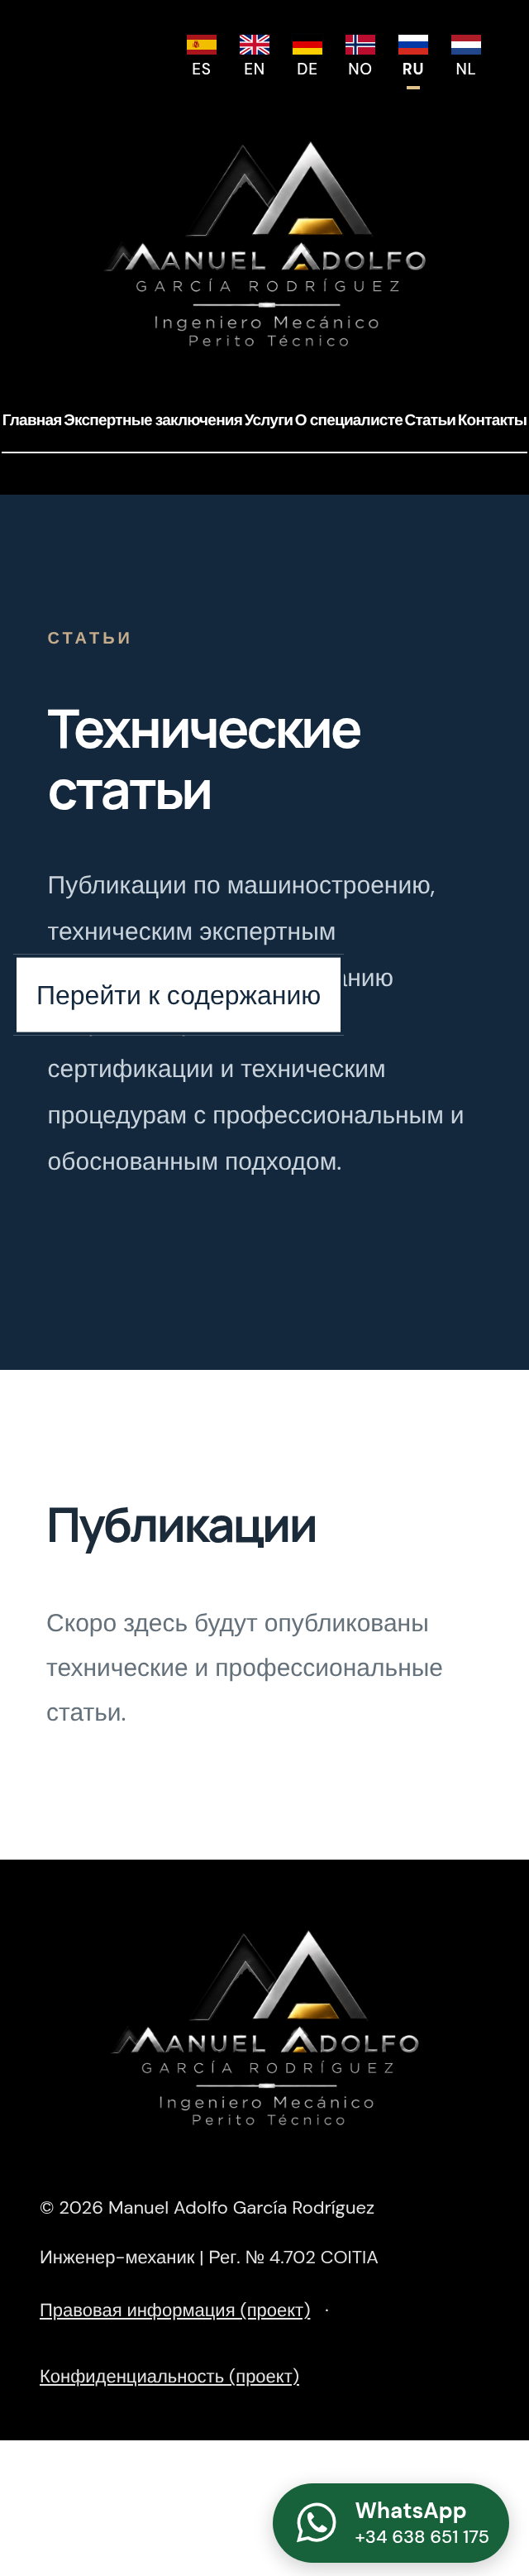 ES EN DE NO RU NL
MANUEL ADOLFO
GARCÍA RODRÍGUEZ
Ingeniero Mecánico
Perito Técnico
Главная Экспертные заключения Услуги О специалисте Статьи Контакты
СТАТЬИ
Технические
статьи
Публикации по машиностроению,
техническим экспертным
Перейти к содержанию
сертификации и техническим
процедурам с профессиональным и
обоснованным подходом.
Публикации
Скоро здесь будут опубликованы
технические и профессиональные
статьи.
MANUEL ADOLFO
GARCÍA RODRÍGUEZ
Ingeniero Mecánico
Perito Técnico
© 2026 Manuel Adolfo García Rodríguez
Инженер-механик | Рег. № 4.702 COITIA
Правовая информация (проект) ·
Конфиденциальность (проект)
WhatsApp
+34 638 651 175